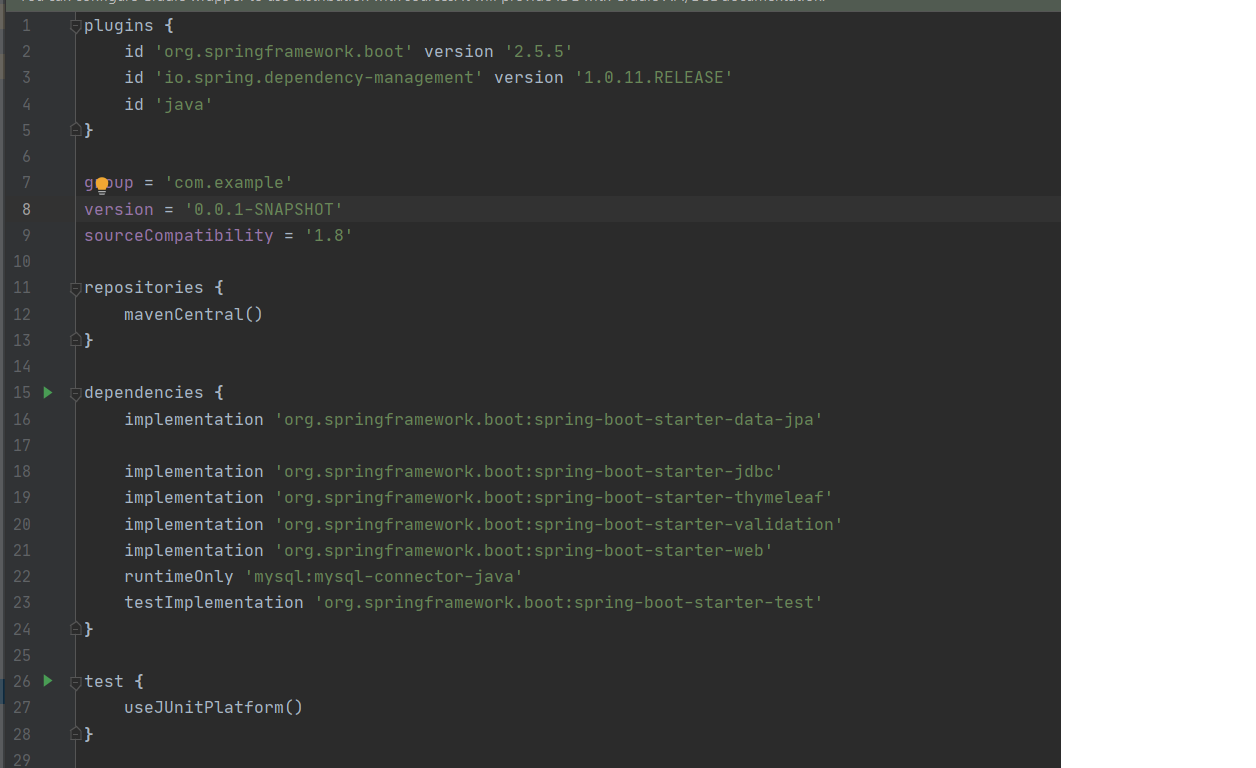 1 plugins {
2 id 'org.springframework.boot' version '2.5.5'
3 id 'io.spring.dependency-management' version '1.0.11.RELEASE'
4 id 'java'
5 }
6
7 group = 'com.example'
8 version = '0.0.1-SNAPSHOT'
9 sourceCompatibility = '1.8'
10
11 repositories {
12 mavenCentral()
13 }
14
15 dependencies {
16 implementation 'org.springframework.boot:spring-boot-starter-data-jpa'
17
18 implementation 'org.springframework.boot:spring-boot-starter-jdbc'
19 implementation 'org.springframework.boot:spring-boot-starter-thymeleaf'
20 implementation 'org.springframework.boot:spring-boot-starter-validation'
21 implementation 'org.springframework.boot:spring-boot-starter-web'
22 runtimeOnly 'mysql:mysql-connector-java'
23 testImplementation 'org.springframework.boot:spring-boot-starter-test'
24 }
25
26 test {
27 useJUnitPlatform()
28 }
29